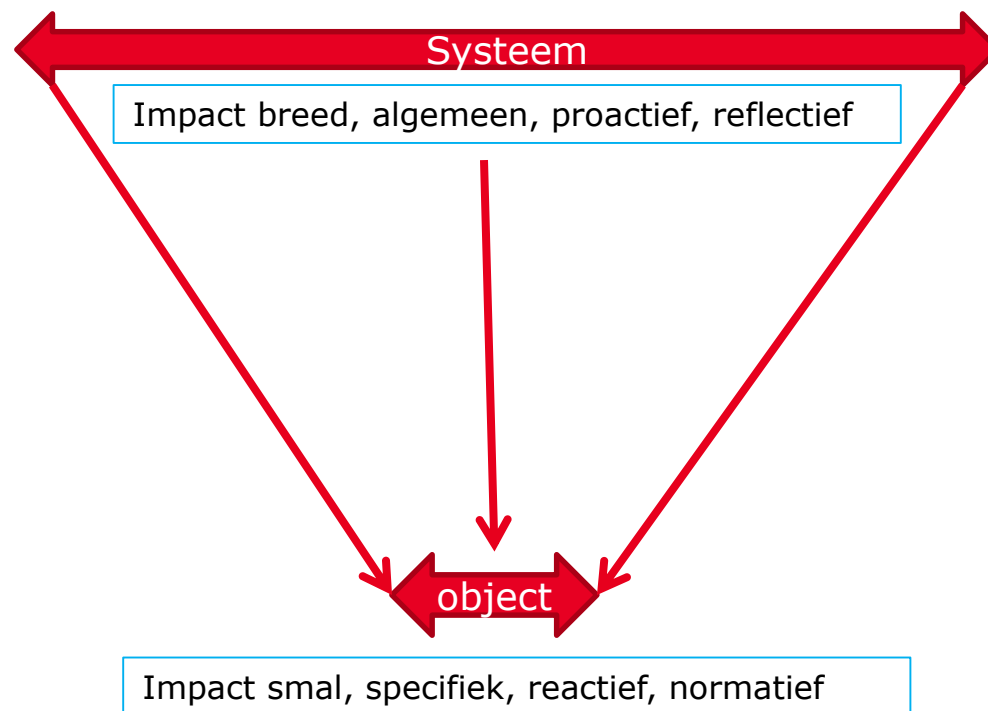 Systeem
Impact breed, algemeen, proactief, reflectief
object
Impact smal, specifiek, reactief, normatief